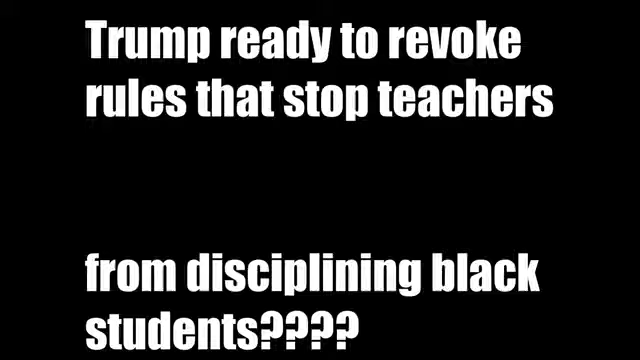 Trump ready to revoke
rules that stop teachers
from disciplining black
students????